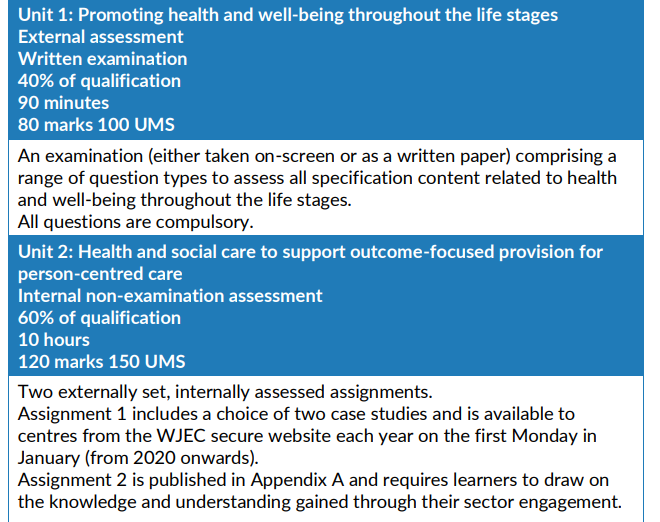 Unit 1: Promoting health and well-being throughout the life stages
External assessment
Written examination
40% of qualification
90 minutes
80 marks 100 UMS
An examination (either taken on-screen or as a written paper) comprising a
range of question types to assess all specification content related to health
and well-being throughout the life stages.
All questions are compulsory.
Unit 2: Health and social care to support outcome-focused provision for
person-centred care
Internal non-examination assessment
60% of qualification
10 hours
120 marks 150 UMS
Two externally set, internally assessed assignments.
Assignment 1 includes a choice of two case studies and is available to
centres from the WJEC secure website each year on the first Monday in
January (from 2020 onwards).
Assignment 2 is published in Appendix A and requires learners to draw on
the knowledge and understanding gained through their sector engagement.